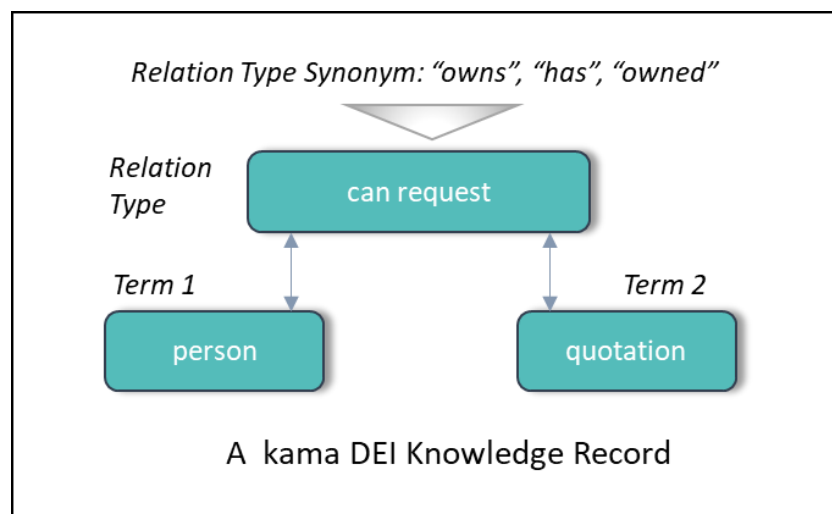 Relation Type Synonym: “owns”, “has”, “owned”
Relation
Type
can request
Term 1
Term 2
person
quotation
A  kama DEI Knowledge Record